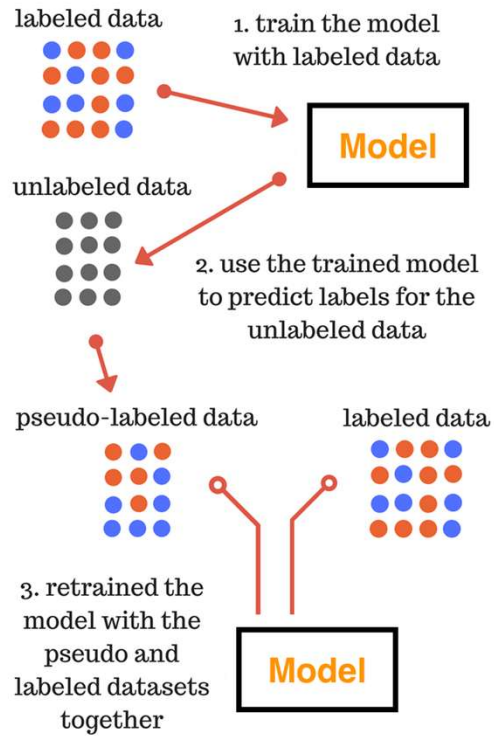 labeled data
1. train the model
with labeled data
Model
unlabeled data
2. use the trained model
to predict labels for the
unlabeled data
pseudo-labeled data
labeled data
3. retrained the
model with the
pseudo and
labeled datasets
together
Model